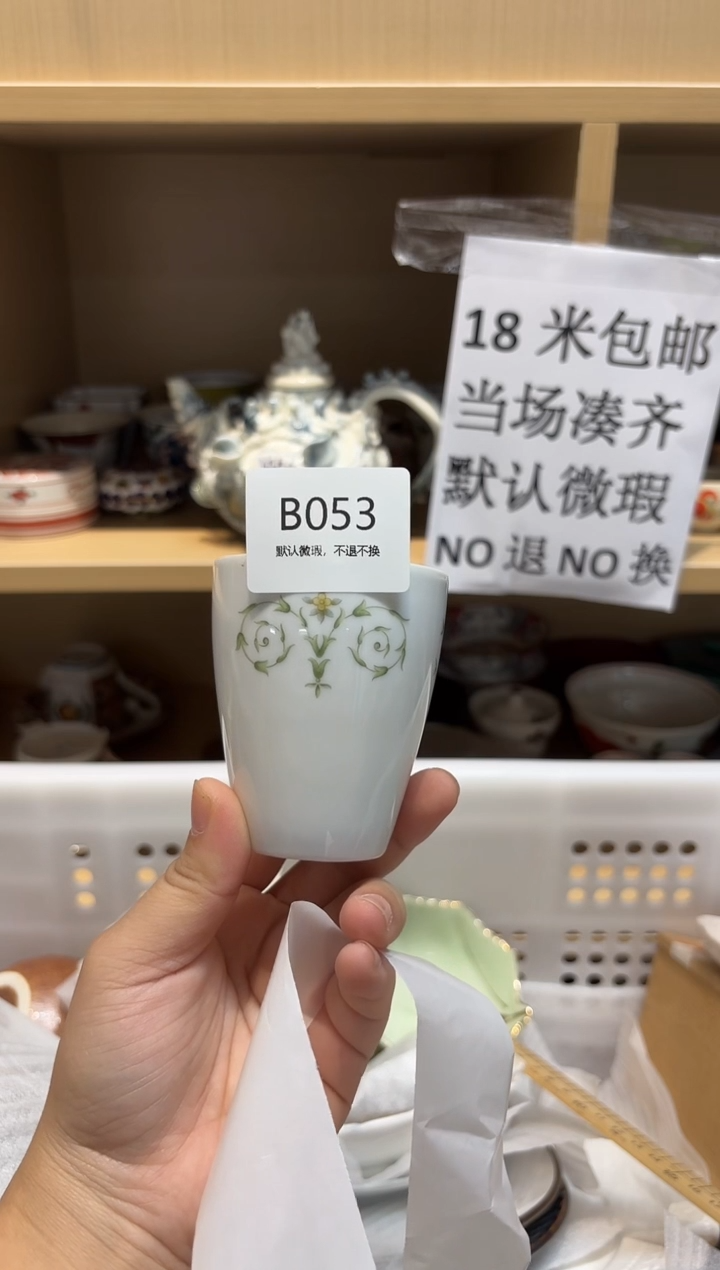 18 米包邮
当场凑齐
默认微瑕
NO 退 NO 换
B053
默认微瑕，不退不换